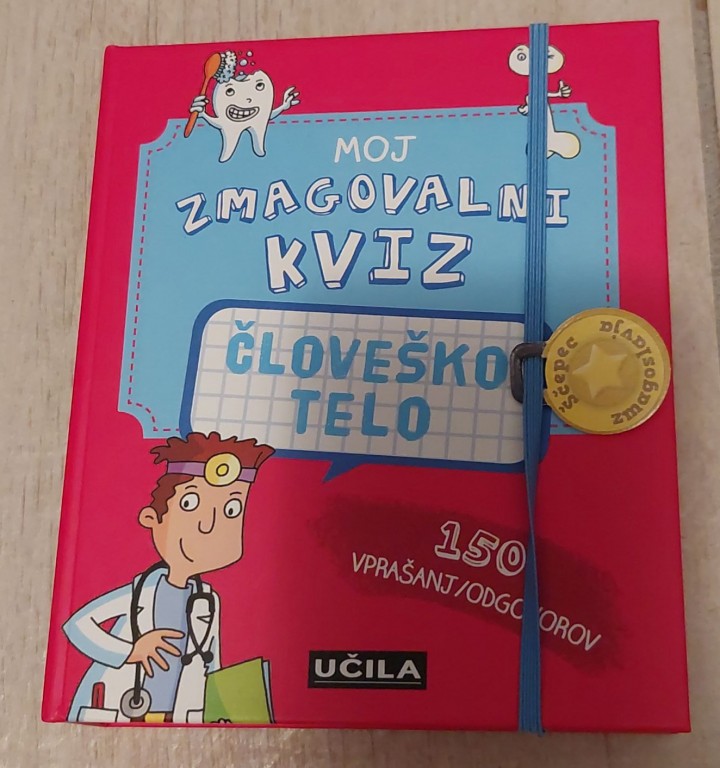 MOJ
ZMAGOVALNI
KVIZ
ČLOVEŠKO
TELO
Ščepec
zmagoslavja
150
VPRAŠANJ/ODGOVOROV
UČILA